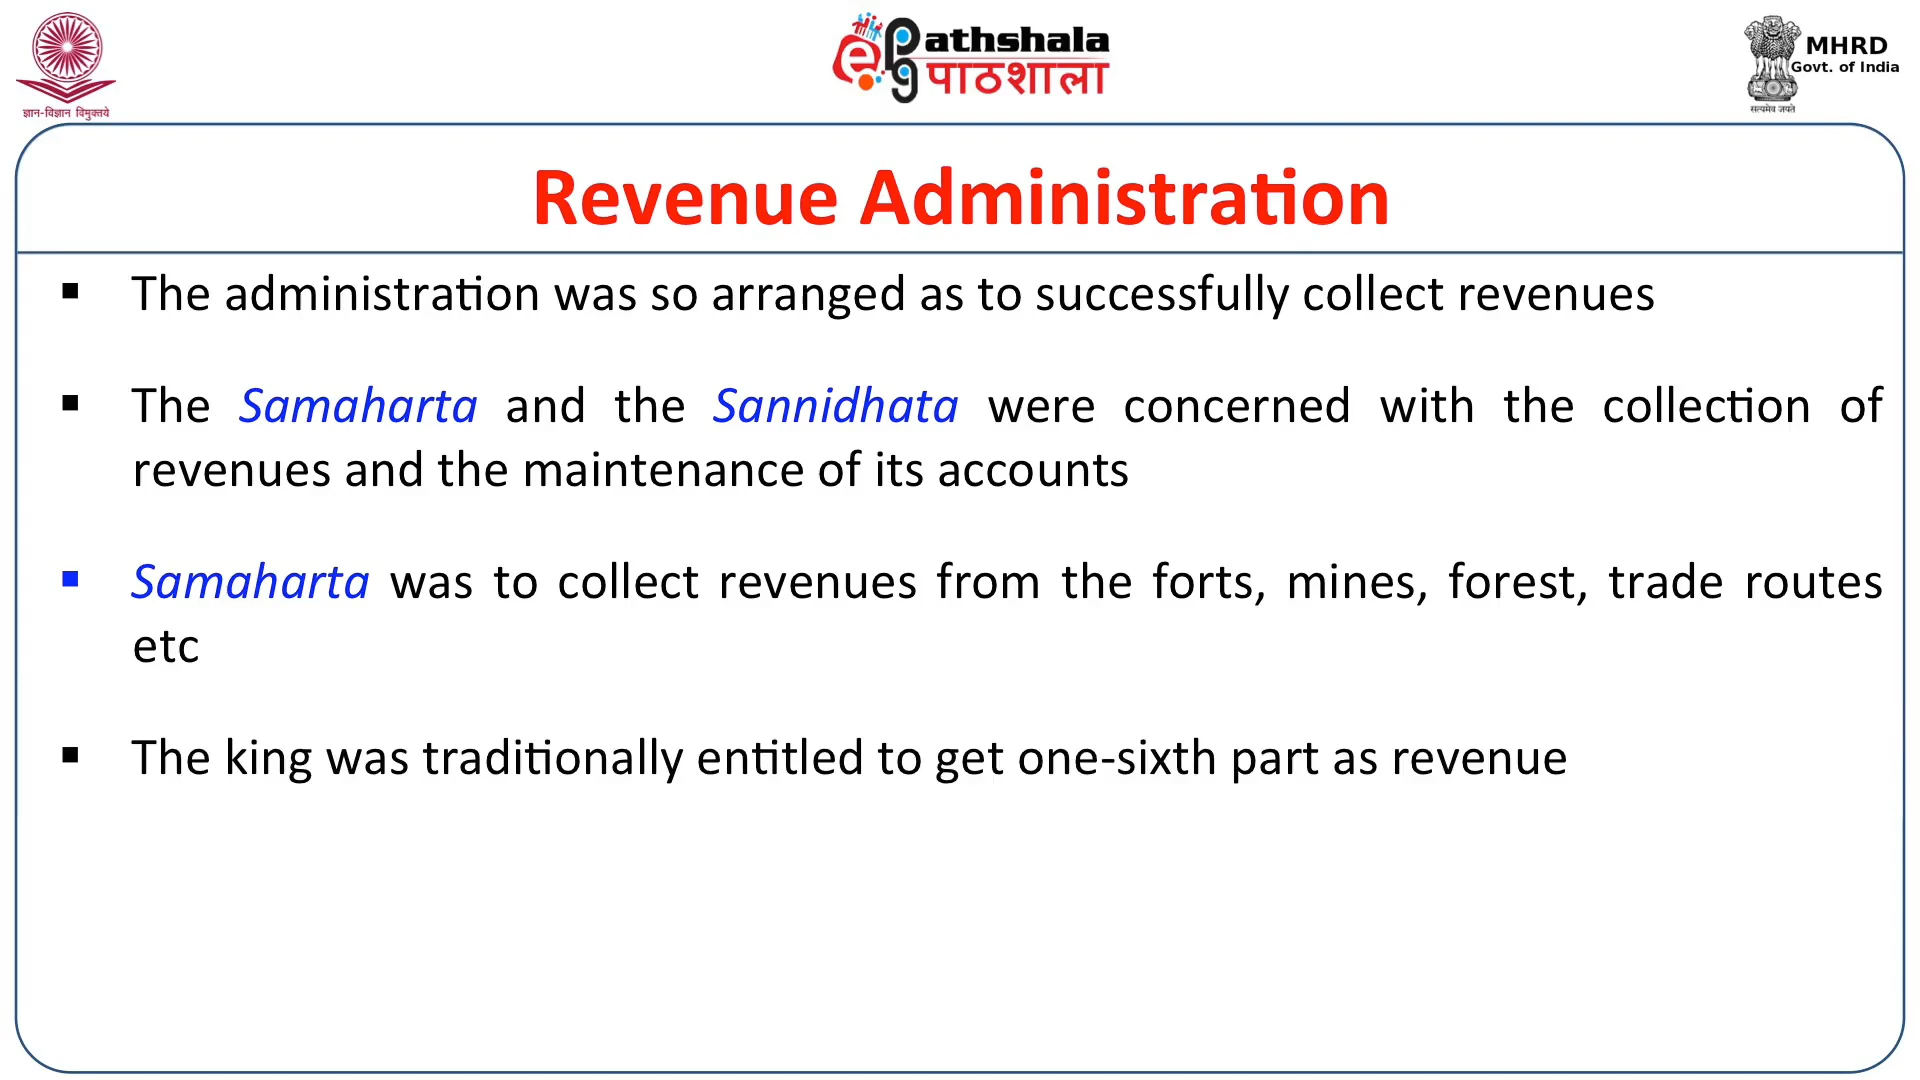 ज्ञान-विज्ञान विमुक्तये
ePG Pathshala
पाठशाला
MHRD
Govt. of India
सत्यमेव जयते
Revenue Administration
▪ The administration was so arranged as to successfully collect revenues
▪ The Samaharta and the Sannidhata were concerned with the collection of
revenues and the maintenance of its accounts
▪ Samaharta was to collect revenues from the forts, mines, forest, trade routes
etc
▪ The king was traditionally entitled to get one-sixth part as revenue